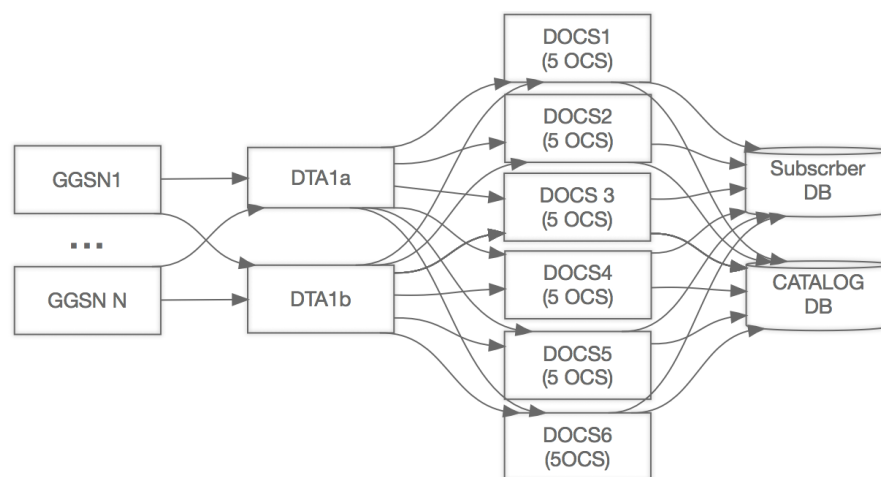 DOCS1
(5 OCS)
DOCS2
(5 OCS)
GGSN1
DTA1a
Subscrber
DB
DOCS 3
(5 OCS)
...
GGSN N
DTA1b
DOCS4
(5 OCS)
CATALOG
DB
DOCS5
(5 OCS)
DOCS6
(5OCS)